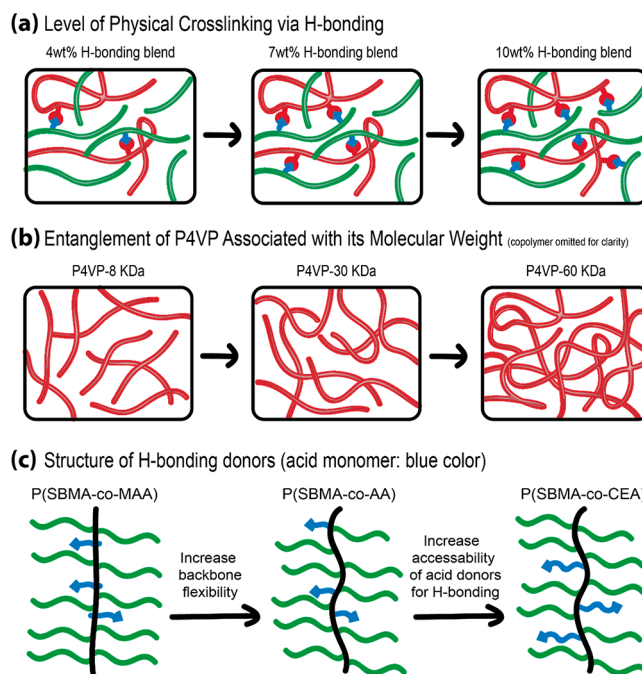 (a) Level of Physical Crosslinking via H-bonding
4wt% H-bonding blend
7wt% H-bonding blend
10wt% H-bonding blend
(b) Entanglement of P4VP Associated with its Molecular Weight (copolymer omitted for clarity)
P4VP-8 KDa
P4VP-30 KDa
P4VP-60 KDa
(c) Structure of H-bonding donors (acid monomer: blue color)
P(SBMA-co-MAA)
P(SBMA-co-AA)
P(SBMA-co-CEA)
Increase
backbone
flexibility
Increase
accessability
of acid donors
for H-bonding